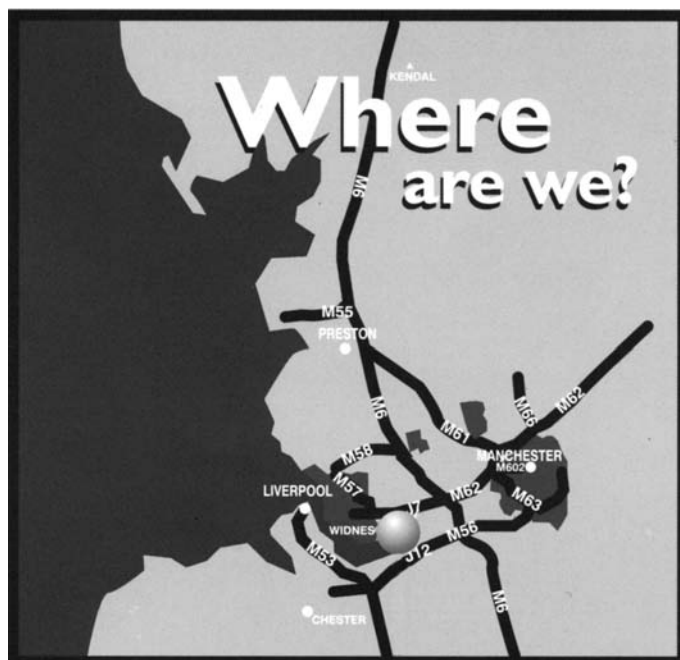 KENDAL
Where
are we?
M6
M55
PRESTON
M6
M61
M66
M62
M58
MANCHESTER
M602
M57
LIVERPOOL
J7
M62
M63
WIDNES
M56
J12
M53
M6
CHESTER